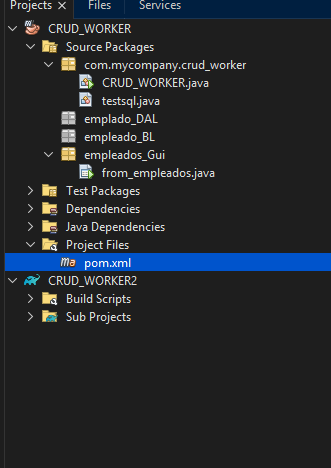 Projects × Files Services
CRUD_WORKER
Source Packages
com.mycompany.crud_worker
CRUD_WORKER.java
testsql.java
emplado_DAL
empleado_BL
empleados_Gui
from_empleados.java
Test Packages
Dependencies
Java Dependencies
Project Files
pom.xml
CRUD_WORKER2
Build Scripts
Sub Projects